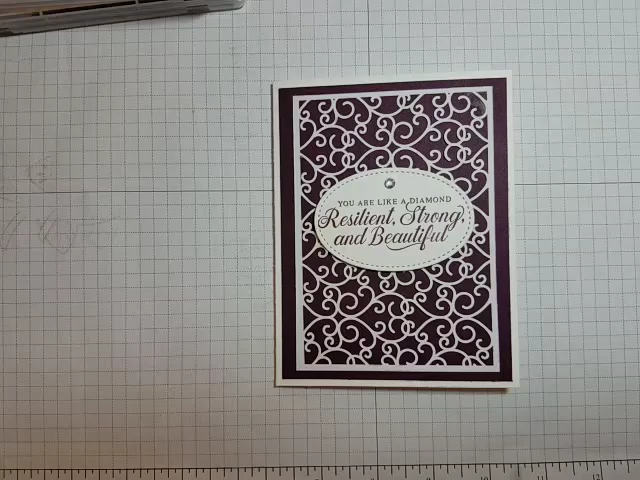 YOU ARE LIKE A DIAMOND
Resilient, Strong,
and Beautiful